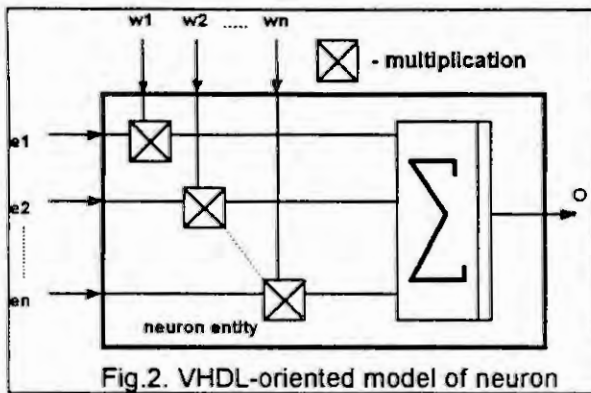 w1 w2 ..... wn
- multiplication
e1
e2
en
Σ
O
neuron entity
Fig.2. VHDL-oriented model of neuron